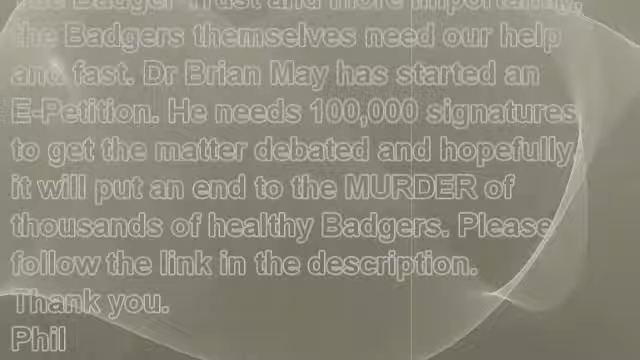 the Badger Trust and more importantly,
the Badgers themselves need our help
and fast. Dr Brian May has started an
E-Petition. He needs 100,000 signatures
to get the matter debated and hopefully,
it will put an end to the MURDER of
thousands of healthy Badgers. Please
follow the link in the description.
Thank you.
Phil